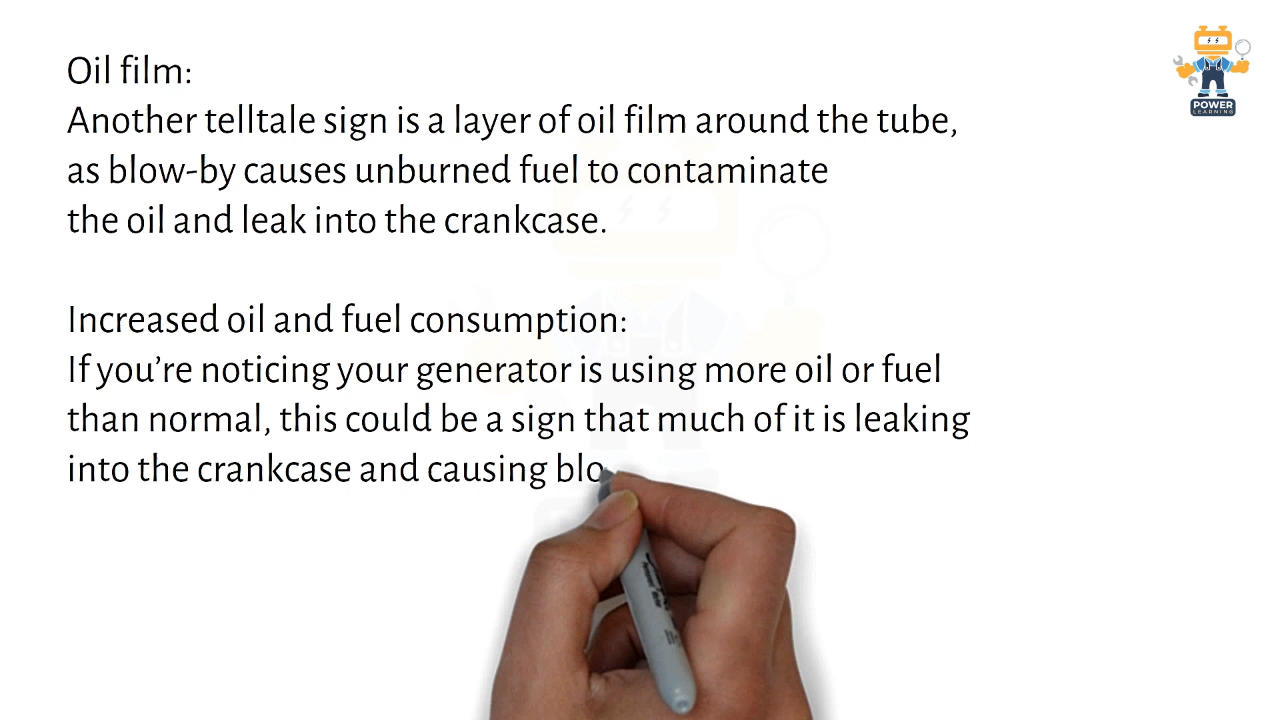 Oil film:
Another telltale sign is a layer of oil film around the tube,
as blow-by causes unburned fuel to contaminate
the oil and leak into the crankcase.
Increased oil and fuel consumption:
If you’re noticing your generator is using more oil or fuel
than normal, this could be a sign that much of it is leaking
into the crankcase and causing blo
POWER
LEARNING